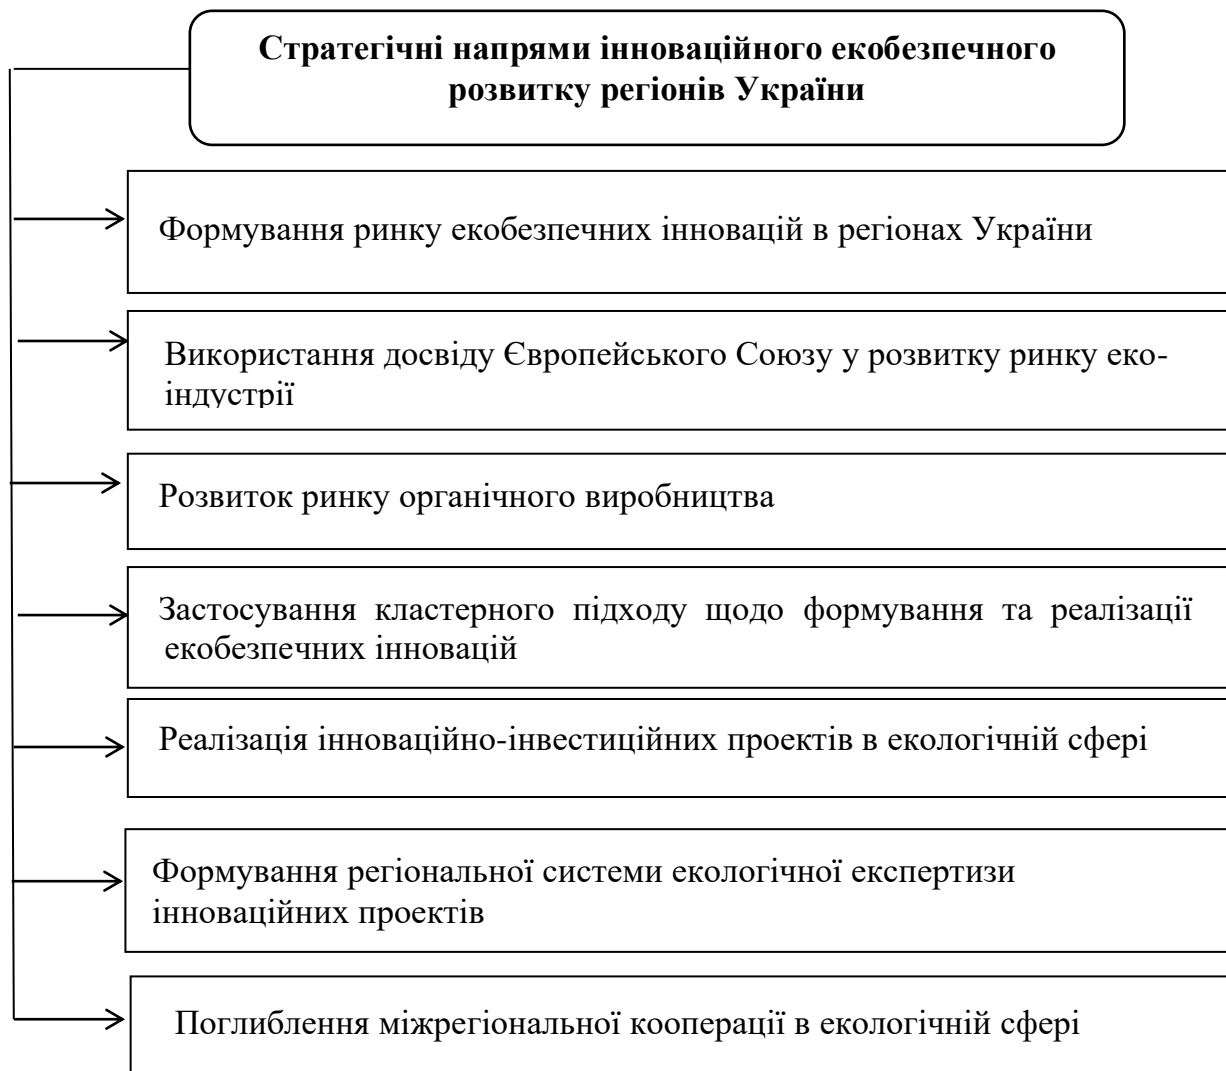 Стратегічні напрями інноваційного екобезпечного
розвитку регіонів України
Формування ринку екобезпечних інновацій в регіонах України
Використання досвіду Європейського Союзу у розвитку ринку еко-
індустрії
Розвиток ринку органічного виробництва
Застосування кластерного підходу щодо формування та реалізації
екобезпечних інновацій
Реалізація інноваційно-інвестиційних проектів в екологічній сфері
Формування регіональної системи екологічної експертизи
інноваційних проектів
Поглиблення міжрегіональної кооперації в екологічній сфері